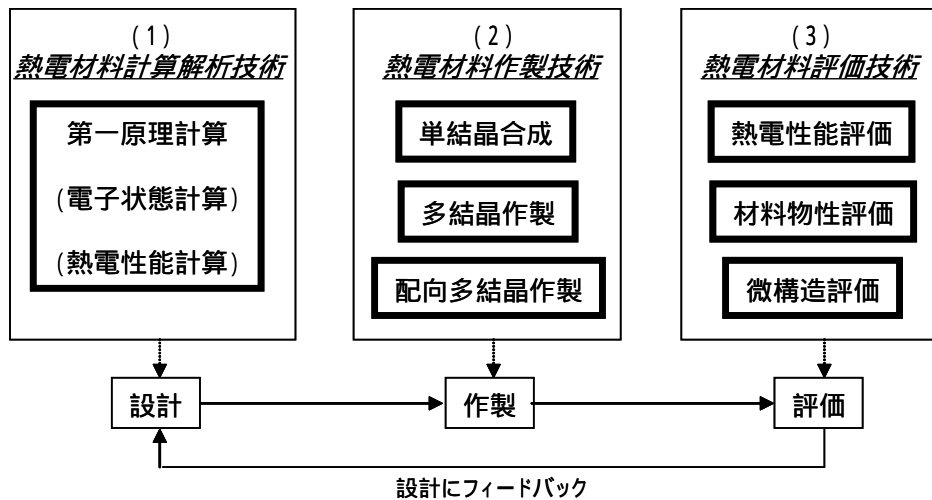 (1)
熱電材料計算解析技術
第一原理計算
(電子状態計算)
(熱電性能計算)
(2)
熱電材料作製技術
単結晶合成
多結晶作製
配向多結晶作製
(3)
熱電材料評価技術
熱電性能評価
材料物性評価
微構造評価
設計
作製
評価
設計にフィードバック